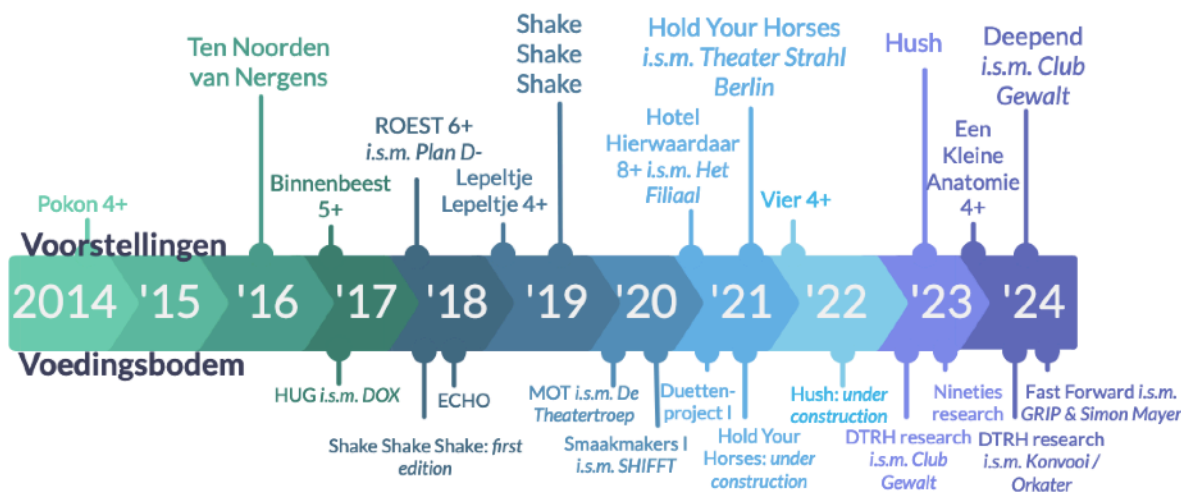 Ten Noorden
van Nergens
Shake
Shake
Shake
Hold Your Horses
i.s.m. Theater Strahl
Berlin
Hush
Deepend
i.s.m. Club
Gewalt
Pokon 4+
Binnenbeest
5+
ROEST 6+
i.s.m. Plan D-
Lepeltje
Lepeltje 4+
Hotel
Hierwaardaar
8+ i.s.m. Het
Filiaal
Vier 4+
Een
Kleine
Anatomie
4+
Voorstellingen
2014 '15 '16 '17 '18 '19 '20 '21 '22 '23 '24
Voedingsbodem
HUG i.s.m. DOX
Shake Shake Shake: first
edition
ECHO
MOT i.s.m. De
Theatertroep
Smaakmakers I
i.s.m. SHIFFT
Duetten-
project I
Hold Your
Horses: under
construction
Hush: under
construction
DTRH research
i.s.m. Club
Gewalt
Nineties
research
DTRH research
i.s.m. Konvooi /
Orkater
Fast Forward i.s.m.
GRIP & Simon Mayer